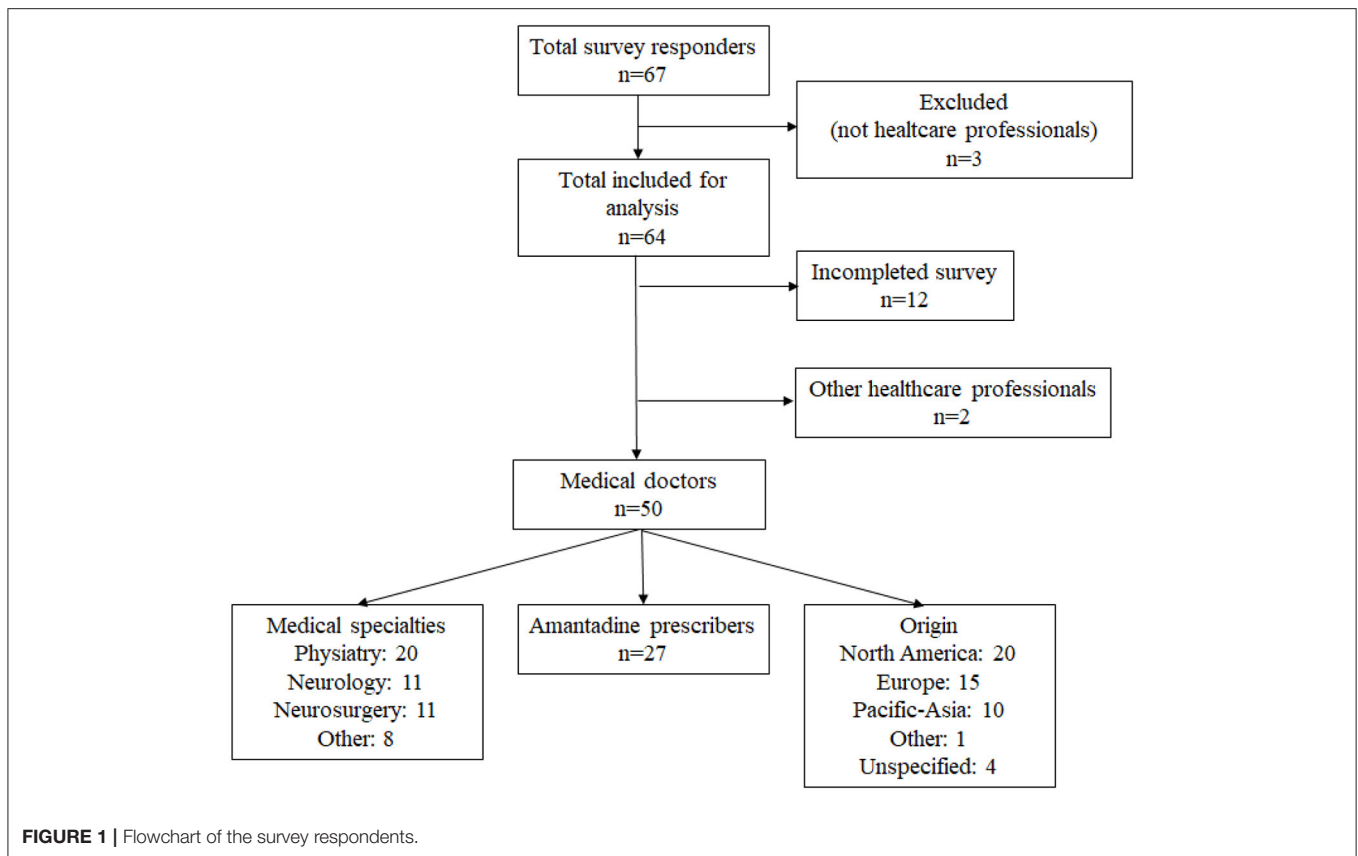 Total survey responders
n=67
Excluded
(not healtcare professionals)
n=3
Total included for
analysis
n=64
Incompleted survey
n=12
Other healthcare professionals
n=2
Medical doctors
n=50
Medical specialties
Physiatry: 20
Neurology: 11
Neurosurgery: 11
Other: 8
Amantadine prescribers
n=27
Origin
North America: 20
Europe: 15
Pacific-Asia: 10
Other: 1
Unspecified: 4
FIGURE 1 | Flowchart of the survey respondents.